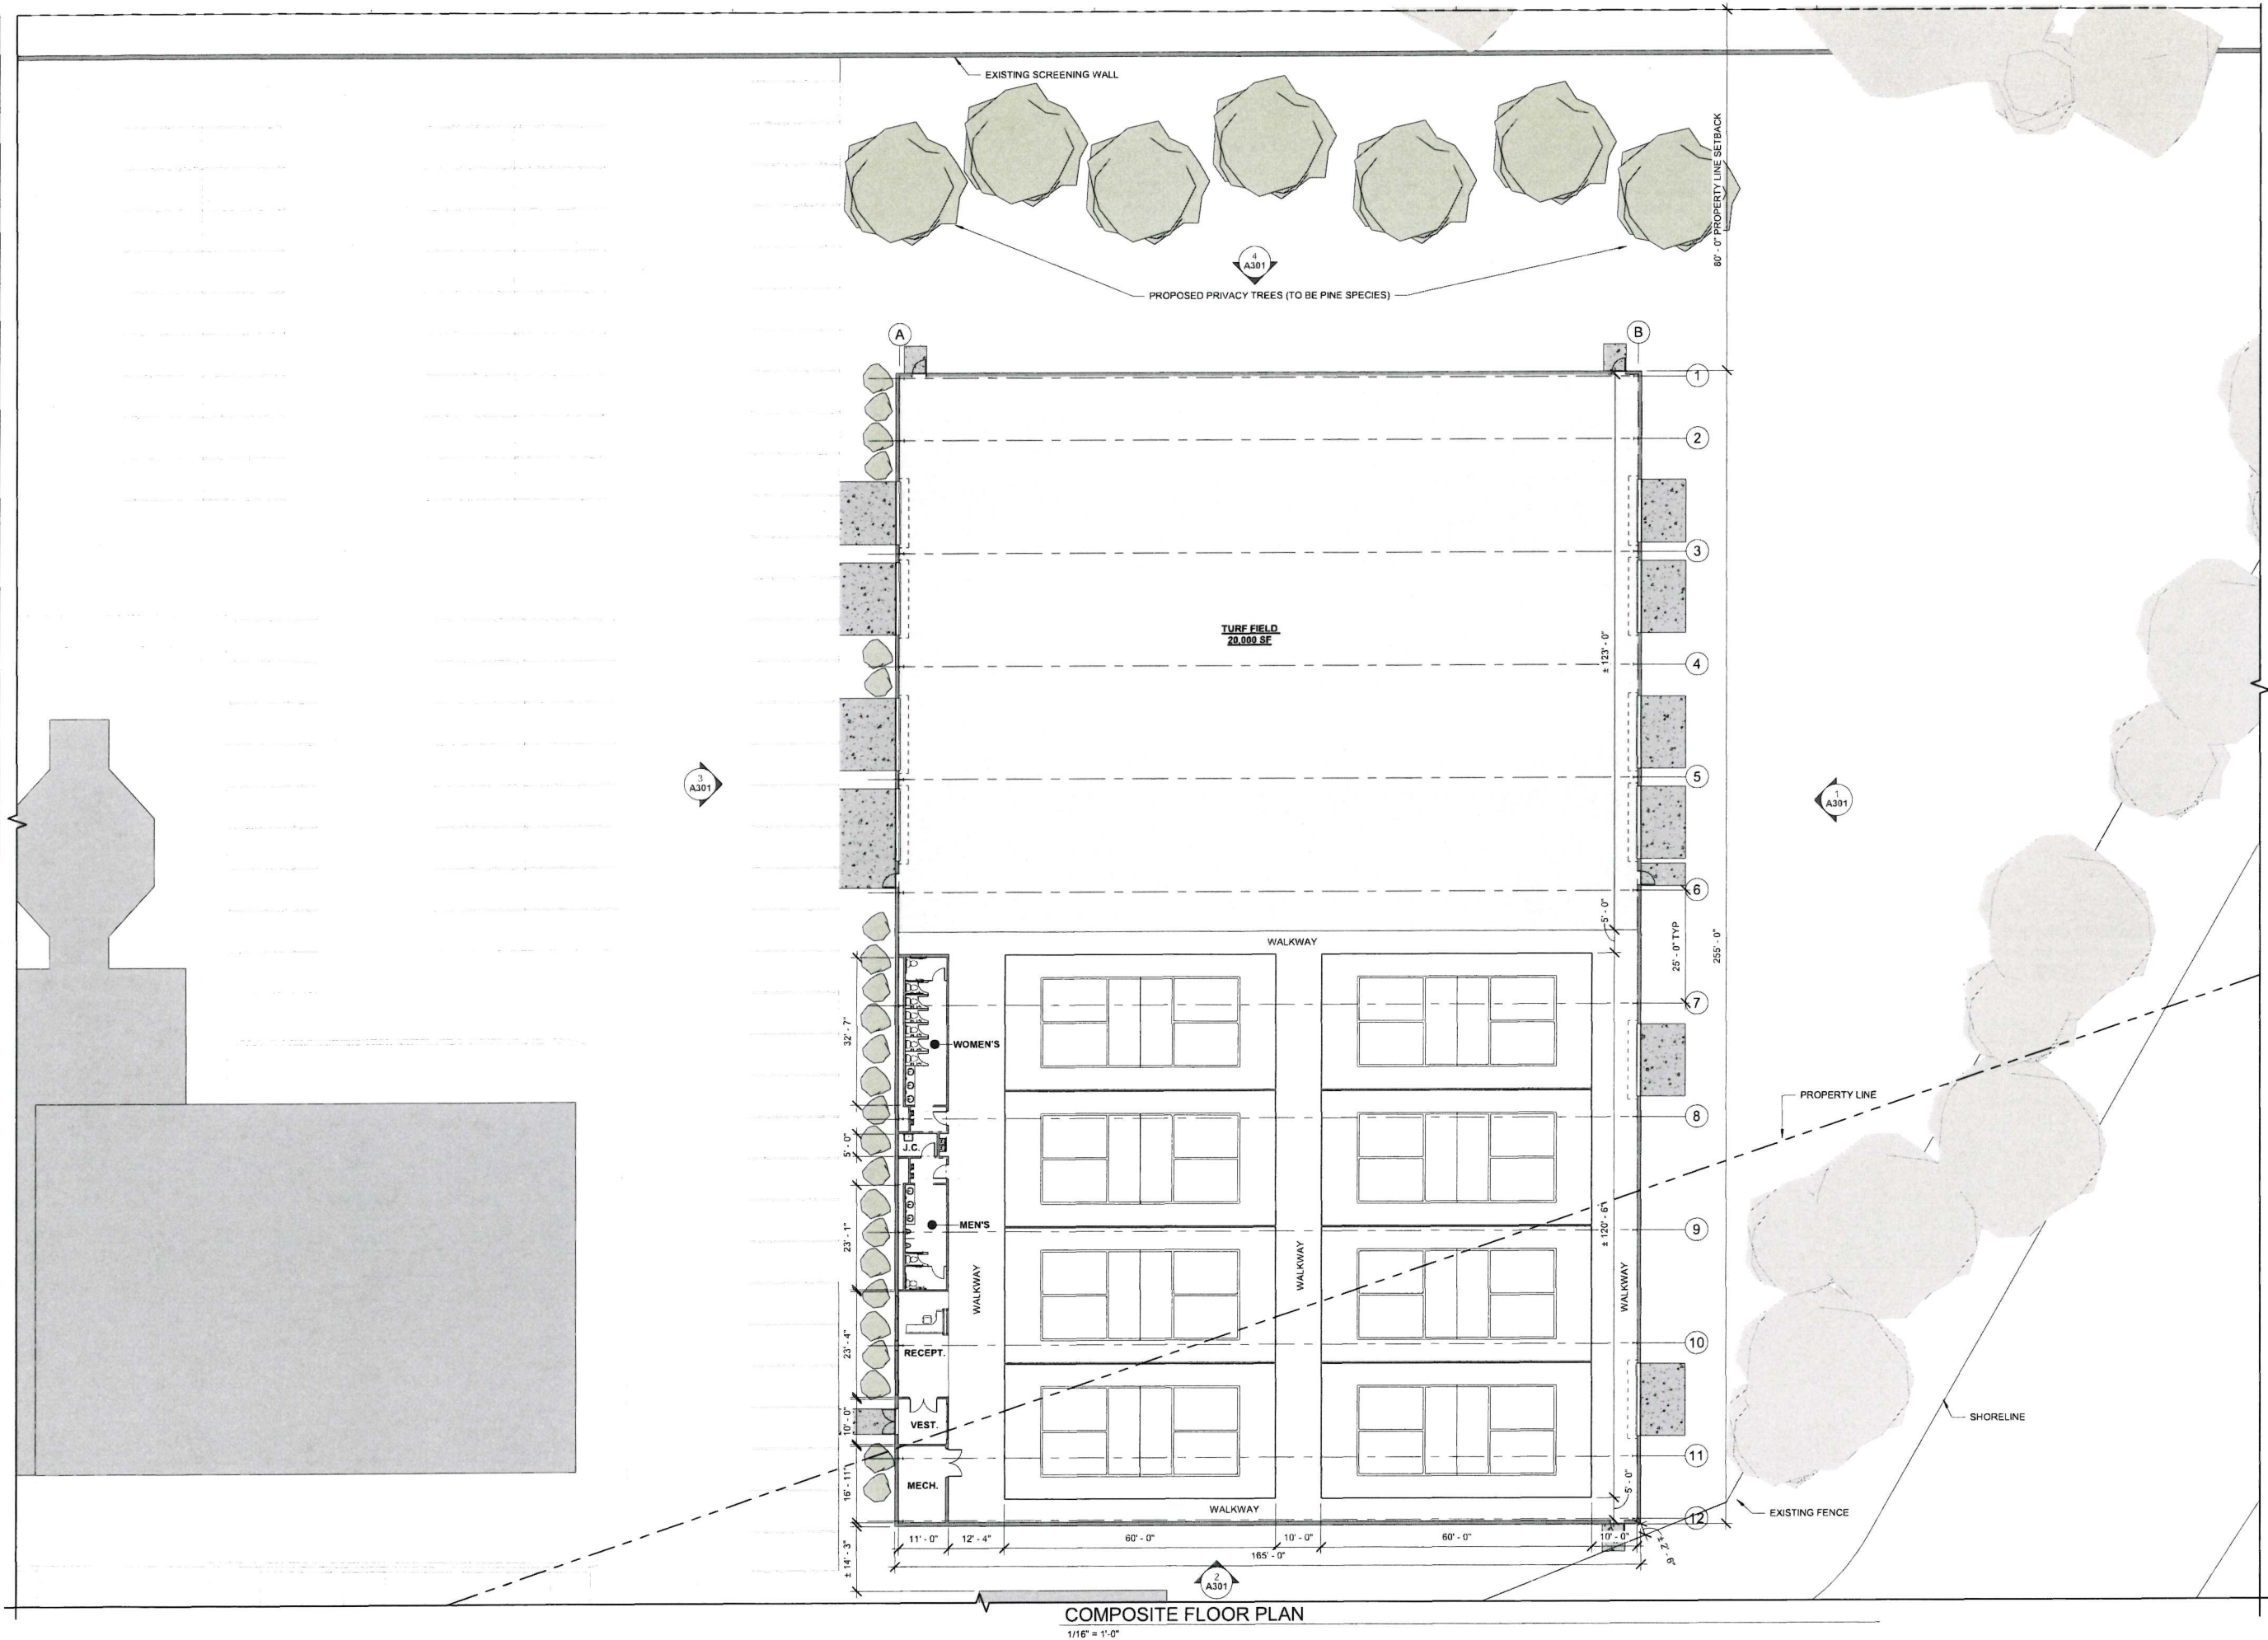 EXISTING SCREENING WALL
80' - 0" PROPERTY LINE SETBACK
4
A301
PROPOSED PRIVACY TREES (TO BE PINE SPECIES)
A
B
1
2
3
TURF FIELD
20,000 SF
± 123' - 0"
4
3
A301
5
1
A301
6
5' - 0"
WALKWAY
25' - 0" TYP
255' - 0"
7
32' - 7"
WOMEN'S
PROPERTY LINE
8
5' - 0"
J.C.
23' - 1"
MEN'S
± 120' - 6"
9
WALKWAY
WALKWAY
WALKWAY
23' - 4"
RECEPT.
10
10' - 0"
VEST.
SHORELINE
11
16' - 11"
MECH.
5' - 0"
WALKWAY
12
EXISTING FENCE
11' - 0"
12' - 4"
60' - 0"
10' - 0"
60' - 0"
10' - 0"
± 14' - 3"
165' - 0"
2
A301
COMPOSITE FLOOR PLAN
1/16" = 1'-0"